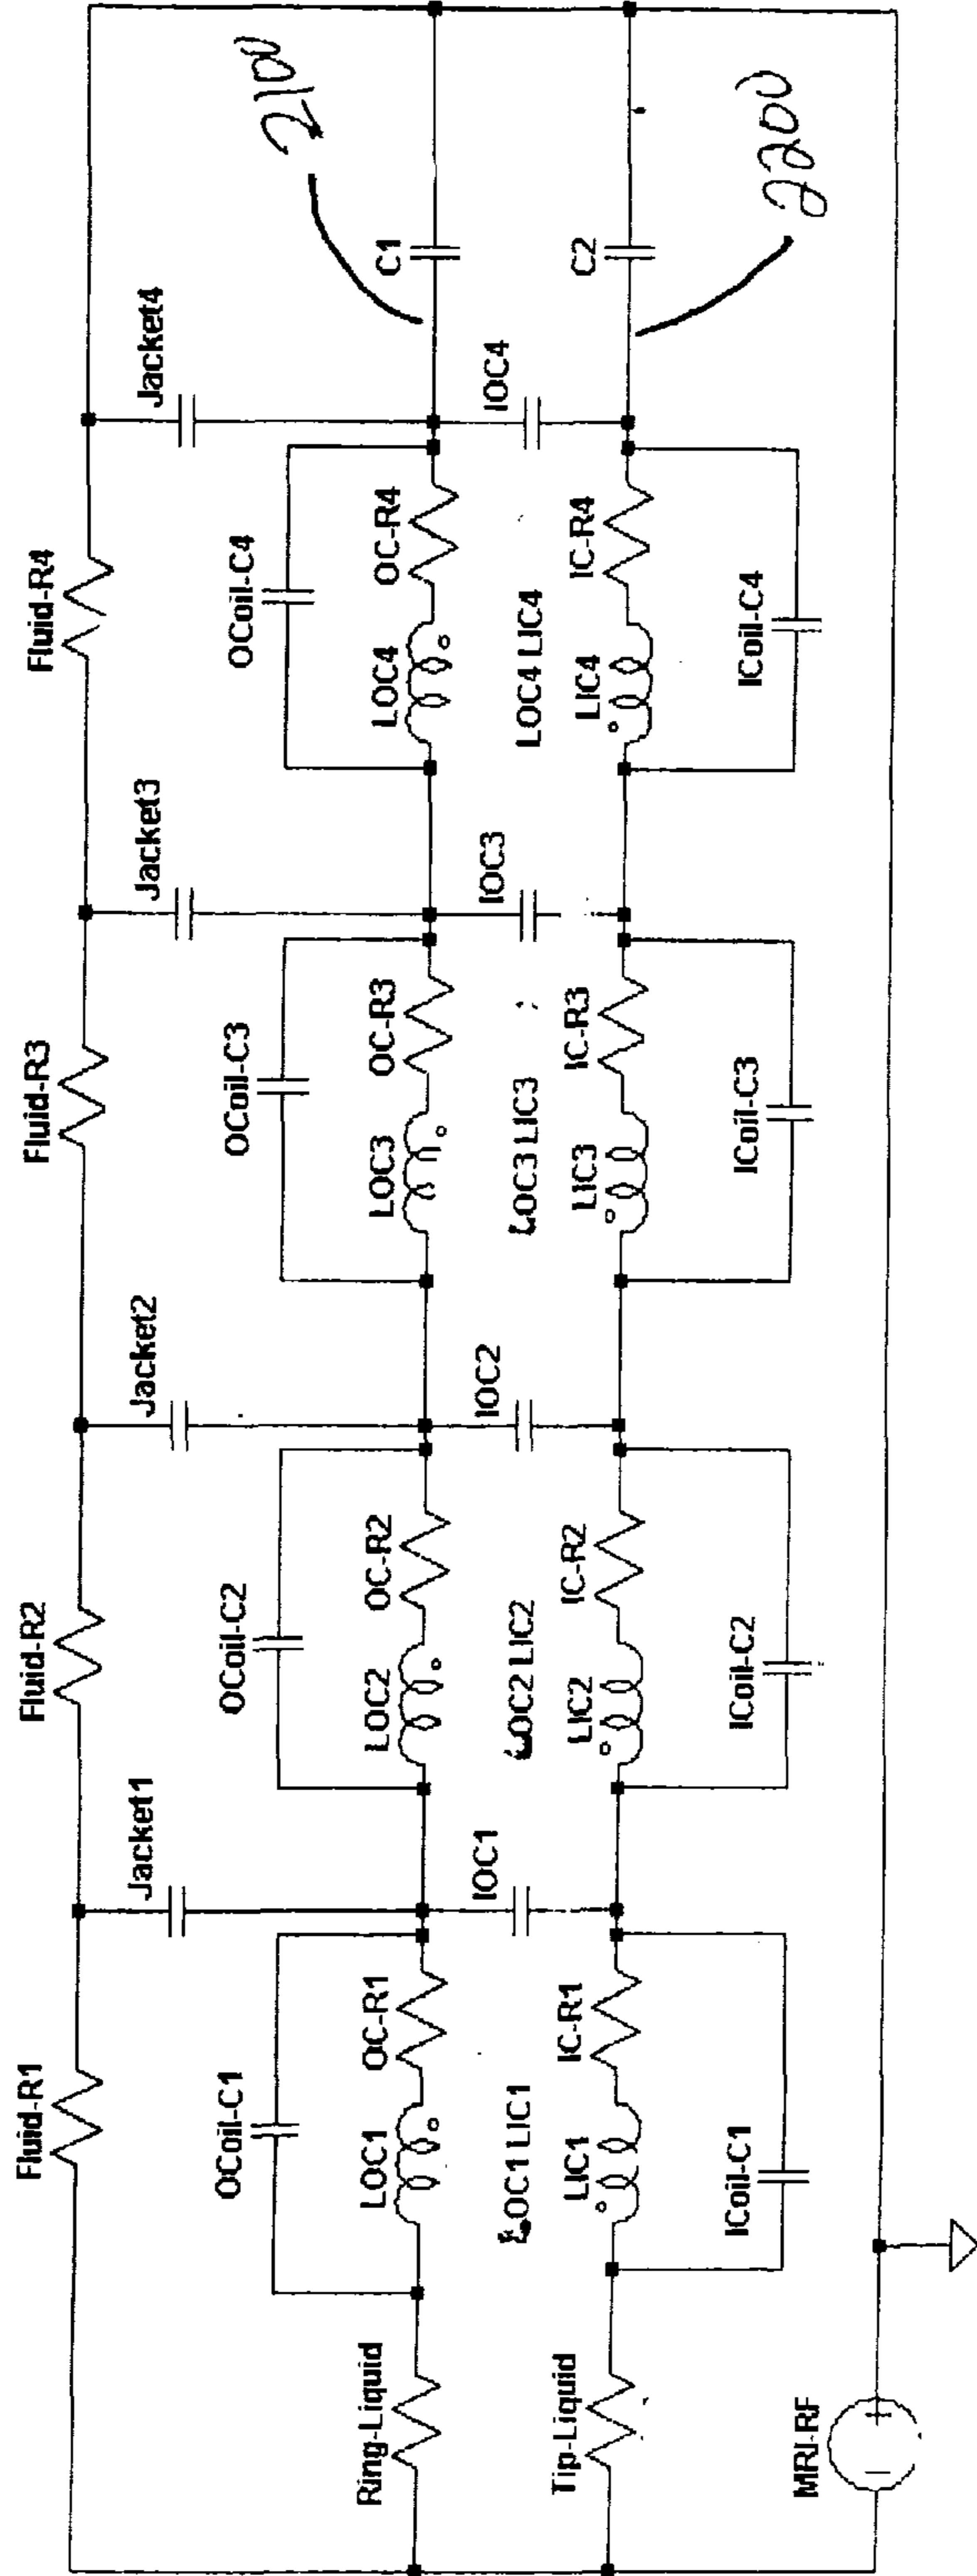 Fluid-R1
Fluid-R2
Fluid-R3
Fluid-R4
Jacket1
Jacket2
Jacket3
Jacket4
OCoil-C1
OCoil-C2
OCoil-C3
OCoil-C4
2100
Ring-Liquid
LOC1
OC-R1
LOC2
OC-R2
LOC3
OC-R3
LOC4
OC-R4
C1
IOC1
IOC2
IOC3
IOC4
LOC1 LIC1
LOC2 LIC2
LOC3 LIC3
LOC4 LIC4
Tip-Liquid
LIC1
IC-R1
LIC2
IC-R2
LIC3
IC-R3
LIC4
IC-R4
C2
ICoil-C1
ICoil-C2
ICoil-C3
ICoil-C4
2200
MRI-RF